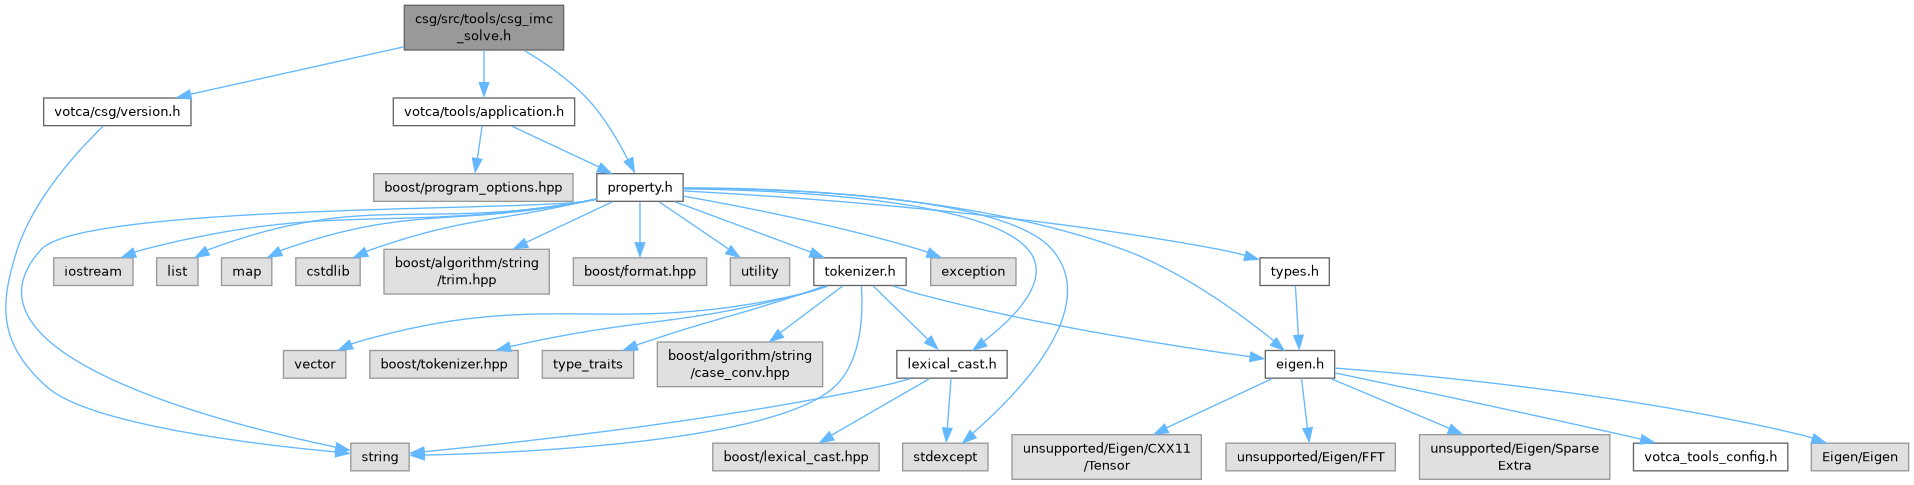 csg/src/tools/csg_imc
_solve.h
votca/csg/version.h
votca/tools/application.h
boost/program_options.hpp
property.h
iostream
list
map
cstdlib
boost/algorithm/string
/trim.hpp
boost/format.hpp
utility
tokenizer.h
exception
types.h
vector
boost/tokenizer.hpp
type_traits
boost/algorithm/string
/case_conv.hpp
lexical_cast.h
eigen.h
string
boost/lexical_cast.hpp
stdexcept
unsupported/Eigen/CXX11
/Tensor
unsupported/Eigen/FFT
unsupported/Eigen/Sparse
Extra
votca_tools_config.h
Eigen/Eigen